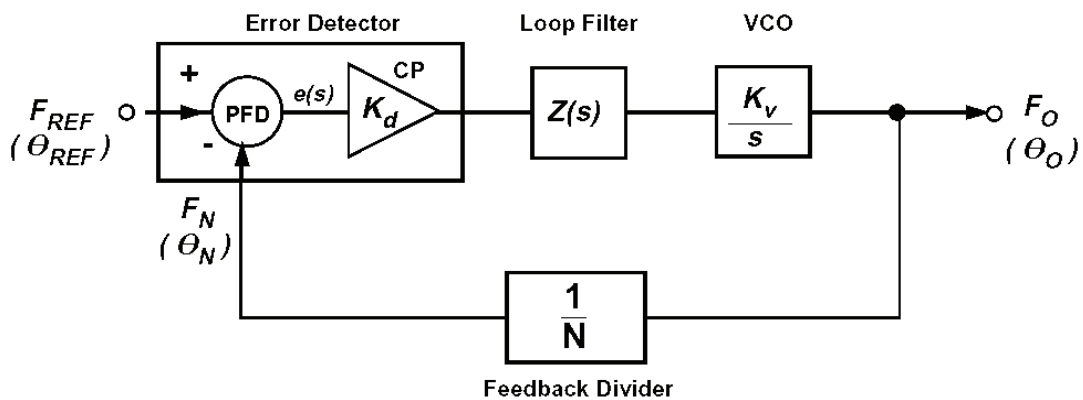 Error Detector
Loop Filter
VCO
CP
+
PFD
e(s)
K_d
-
F_REF
(Θ_REF)
Z(s)
K_v
s
F_O
(Θ_O)
F_N
(Θ_N)
1
N
Feedback Divider